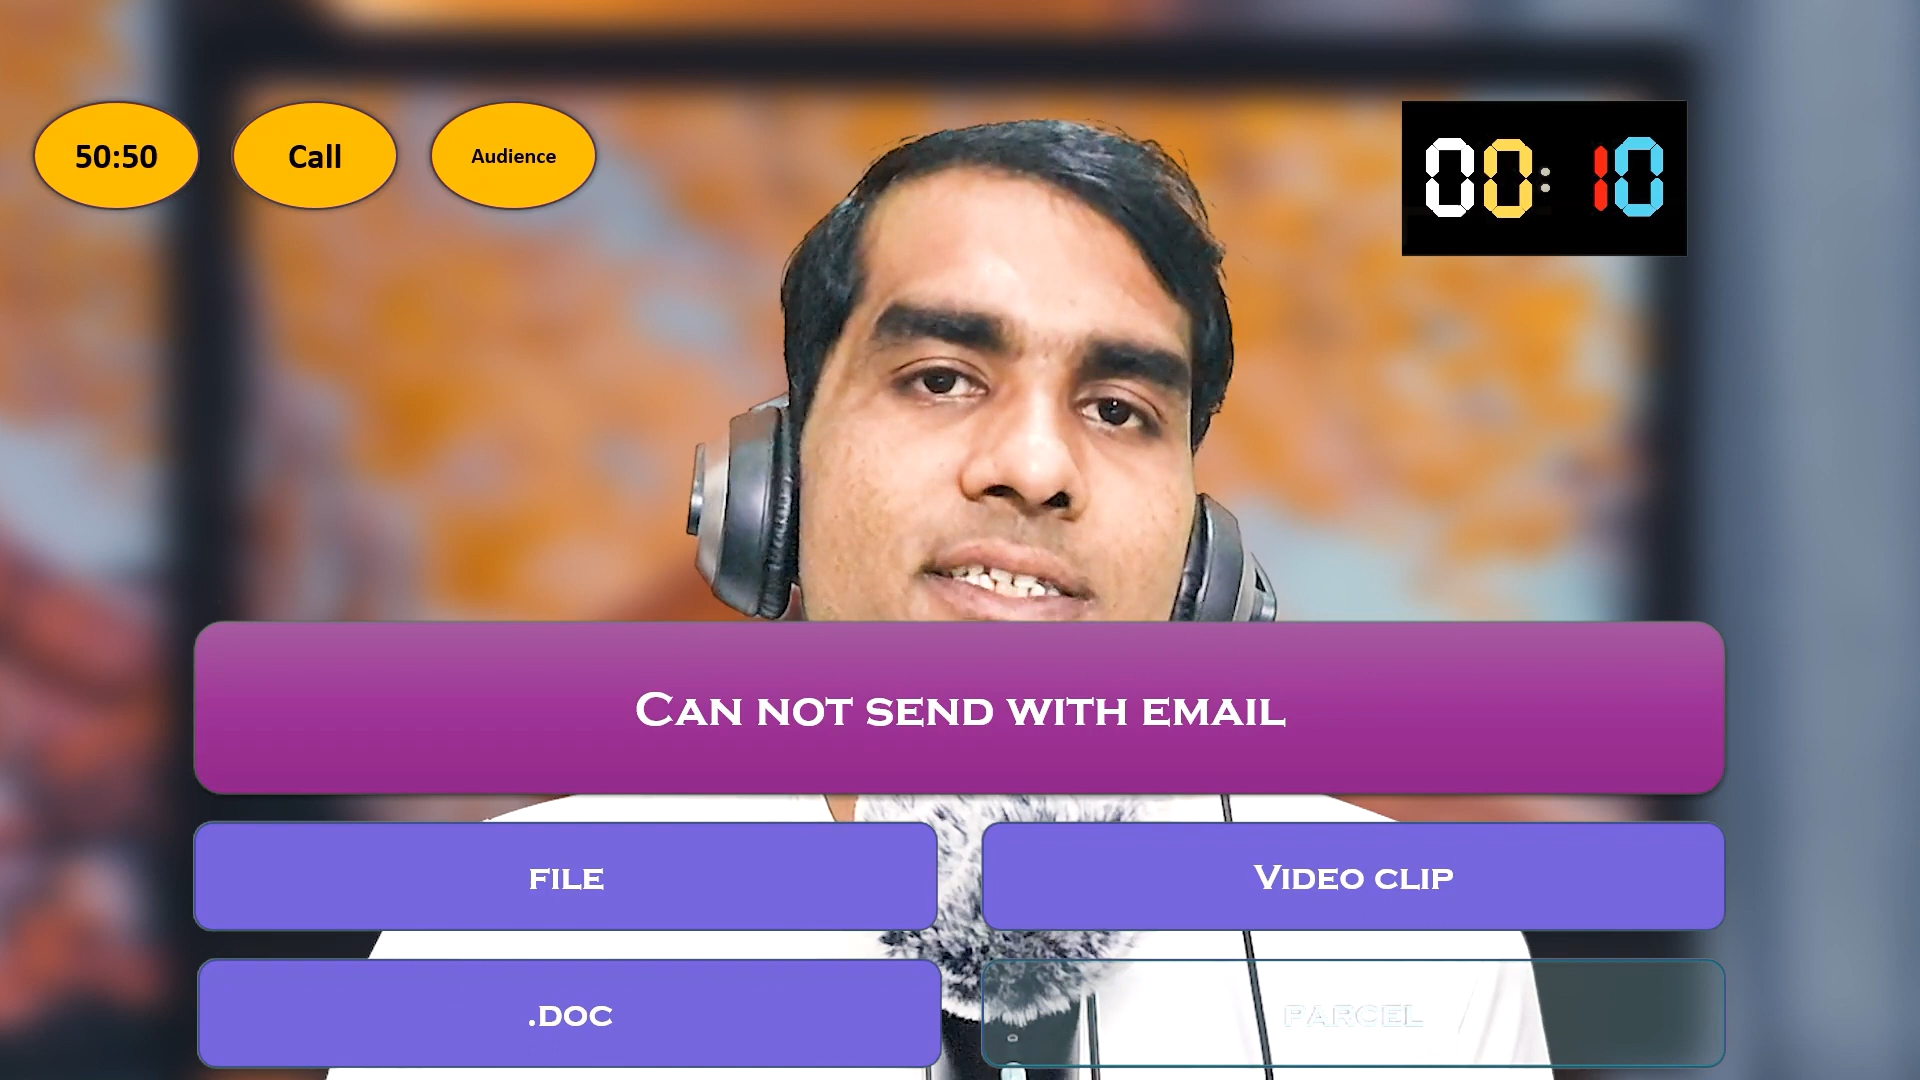 50:50
Call
Audience
00:10
CAN NOT SEND WITH EMAIL
FILE
VIDEO CLIP
.DOC
PARCEL